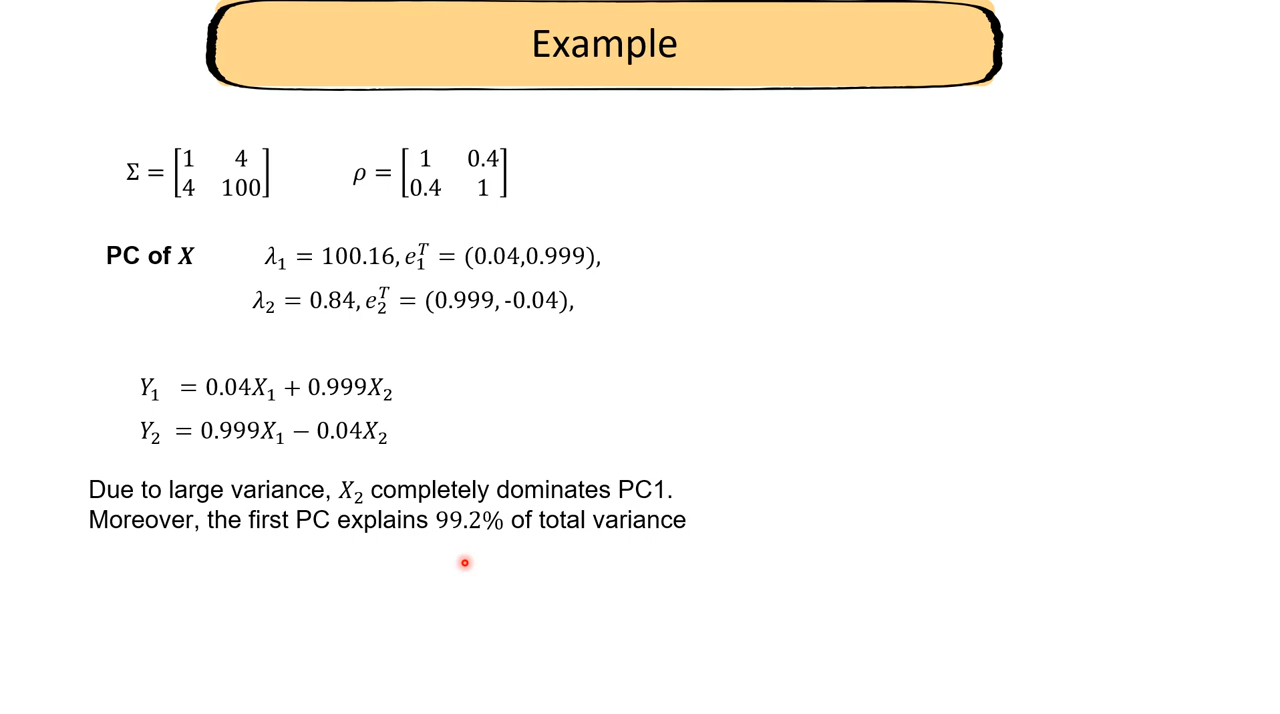 Example
Σ = [1 4; 4 100] ρ = [1 0.4; 0.4 1]
PC of X λ₁ = 100.16, e₁ᵀ = (0.04,0.999),
λ₂ = 0.84, e₂ᵀ = (0.999, -0.04),
Y₁ = 0.04X₁ + 0.999X₂
Y₂ = 0.999X₁ − 0.04X₂
Due to large variance, X₂ completely dominates PC1.
Moreover, the first PC explains 99.2% of total variance